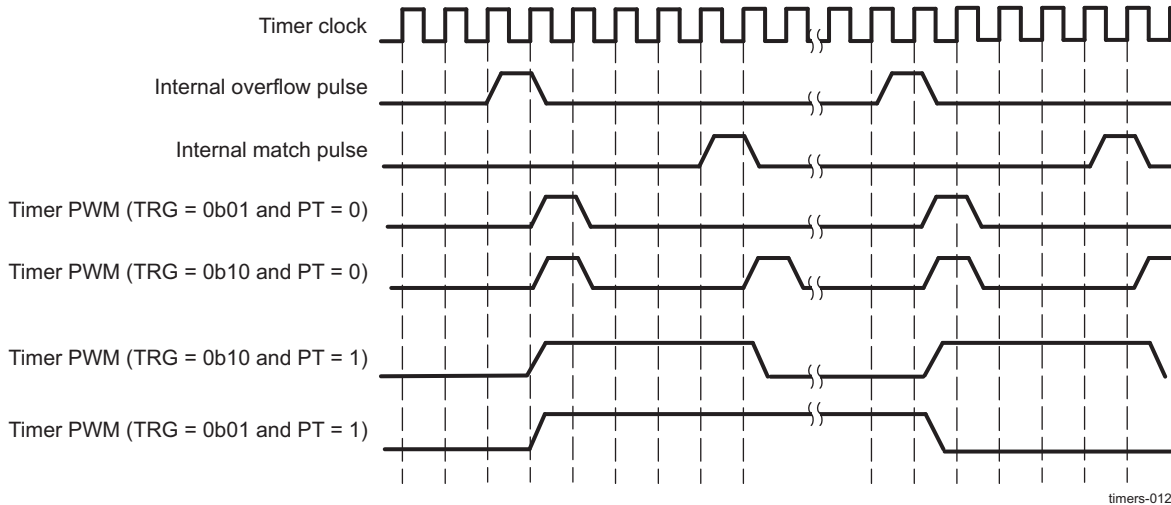 Timer clock
Internal overflow pulse
Internal match pulse
Timer PWM (TRG = 0b01 and PT = 0)
Timer PWM (TRG = 0b10 and PT = 0)
Timer PWM (TRG = 0b10 and PT = 1)
Timer PWM (TRG = 0b01 and PT = 1)
timers-012